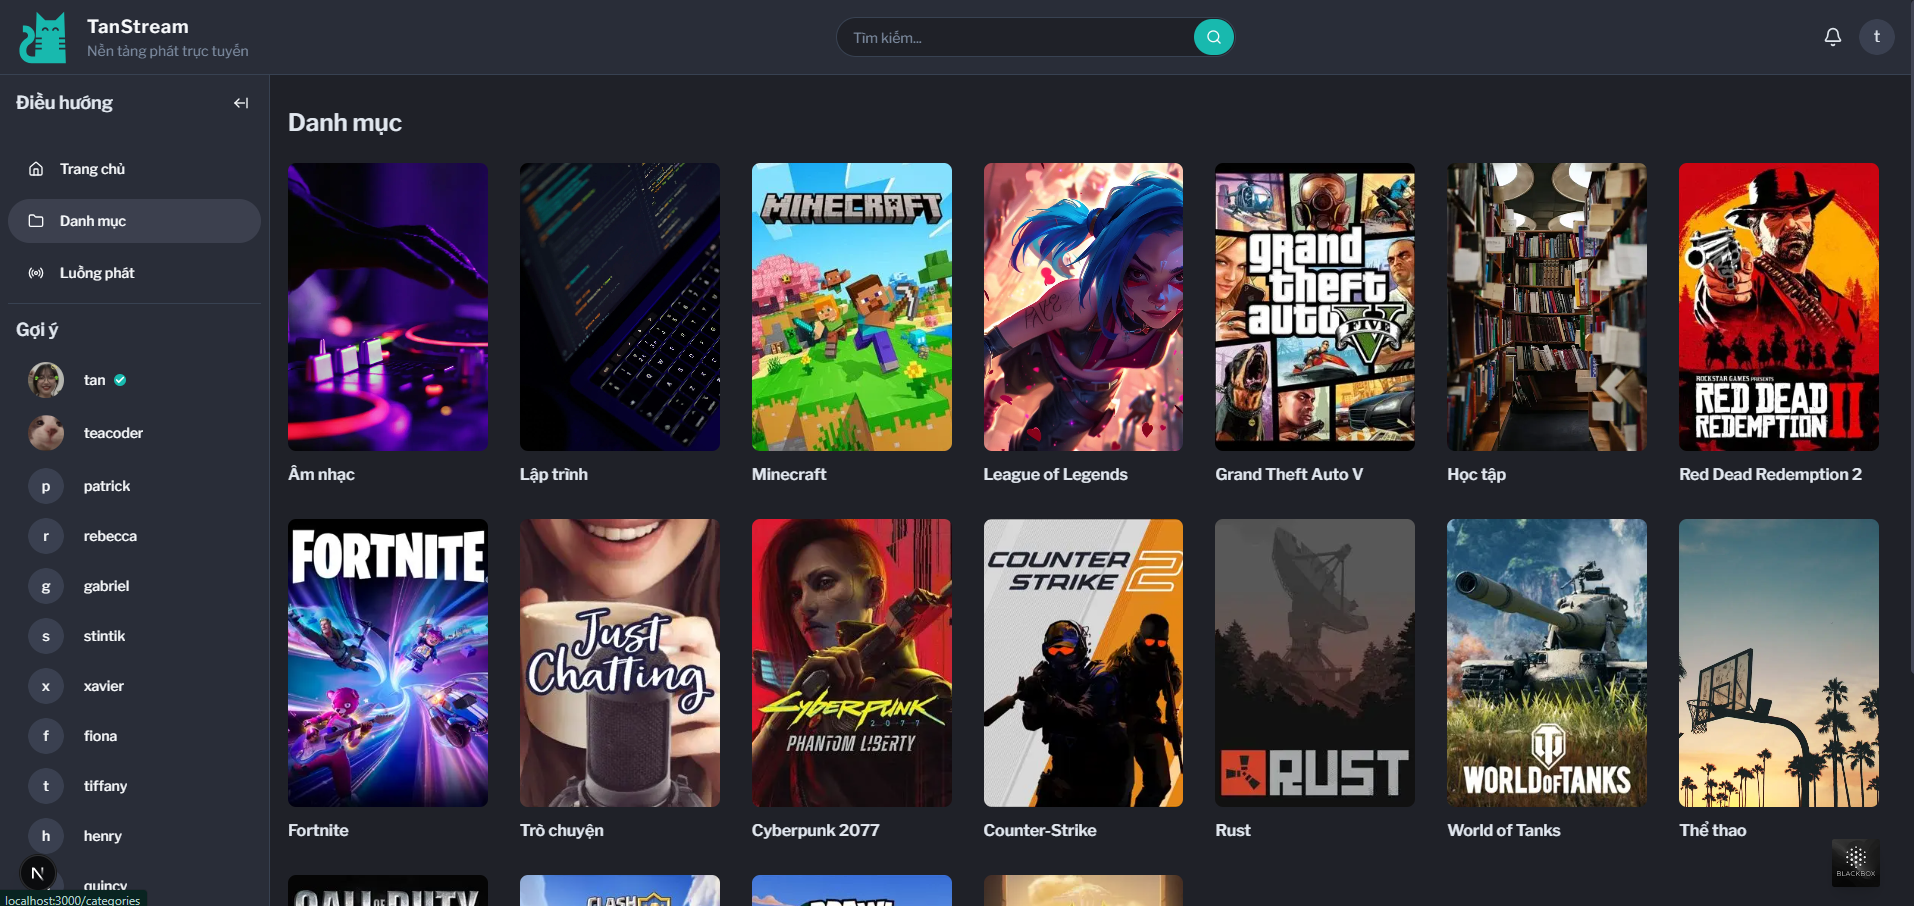 TanStream
Nền tảng phát trực tuyến
Tìm kiếm...
t
Điều hướng
Trang chủ
Danh mục
Luồng phát
Gợi ý
tan
teacoder
p
patrick
r
rebecca
g
gabriel
s
stintik
x
xavier
f
fiona
t
tiffany
h
henry
quincy
N
localhost:3000/categories
Danh mục
MINECRAFT
grand
theft
auto
V
FIVE
ROCKSTAR GAMES PRESENTS
RED DEAD
REDEMPTION II
Âm nhạc
Lập trình
Minecraft
League of Legends
Grand Theft Auto V
Học tập
Red Dead Redemption 2
FORTNITE
Just
Chatting
Cyberpunk
2077
PHANTOM LIBERTY
COUNTER
STRIKE 2
RUST
WORLD OF TANKS
Fortnite
Trò chuyện
Cyberpunk 2077
Counter-Strike
Rust
World of Tanks
Thể thao
BLACKBOX
CALL OF DUTY
CLASH
BRAWL